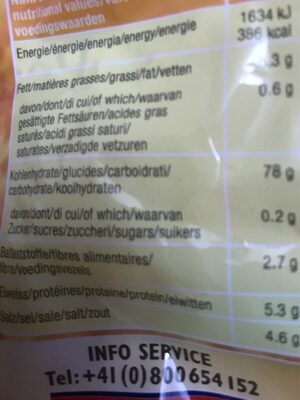 nutritional values/
voedingswaarden
1634 kJ
Energie/énergie/energia/energy/energie
386 kcal
Fett/matières grasses/grassi/fat/vetten
.3 g
davon/dont/di cui/of which/waarvan
0.6 g
gesättigte Fettsäuren/acides gras
saturés/acidi grassi saturi/
saturates/verzadigde vetzuren
Kohlenhydrate/glucides/carboidrati/
78 g
carbohydrate/koolhydraten
davon/dont/di cui/of which/waarvan
0.2 g
Zucker/sucres/zuccheri/sugars/suikers
Ballaststoffe/fibres alimentaires/
2.7 g
fibre/voedingsvezels
Eiweiss/protéines/proteine/protein/eiwitten
5.3 g
Salz/sel/sale/salt/zout
4.6 g
INFO SERVICE
Tel:+41 (0) 800 654 152